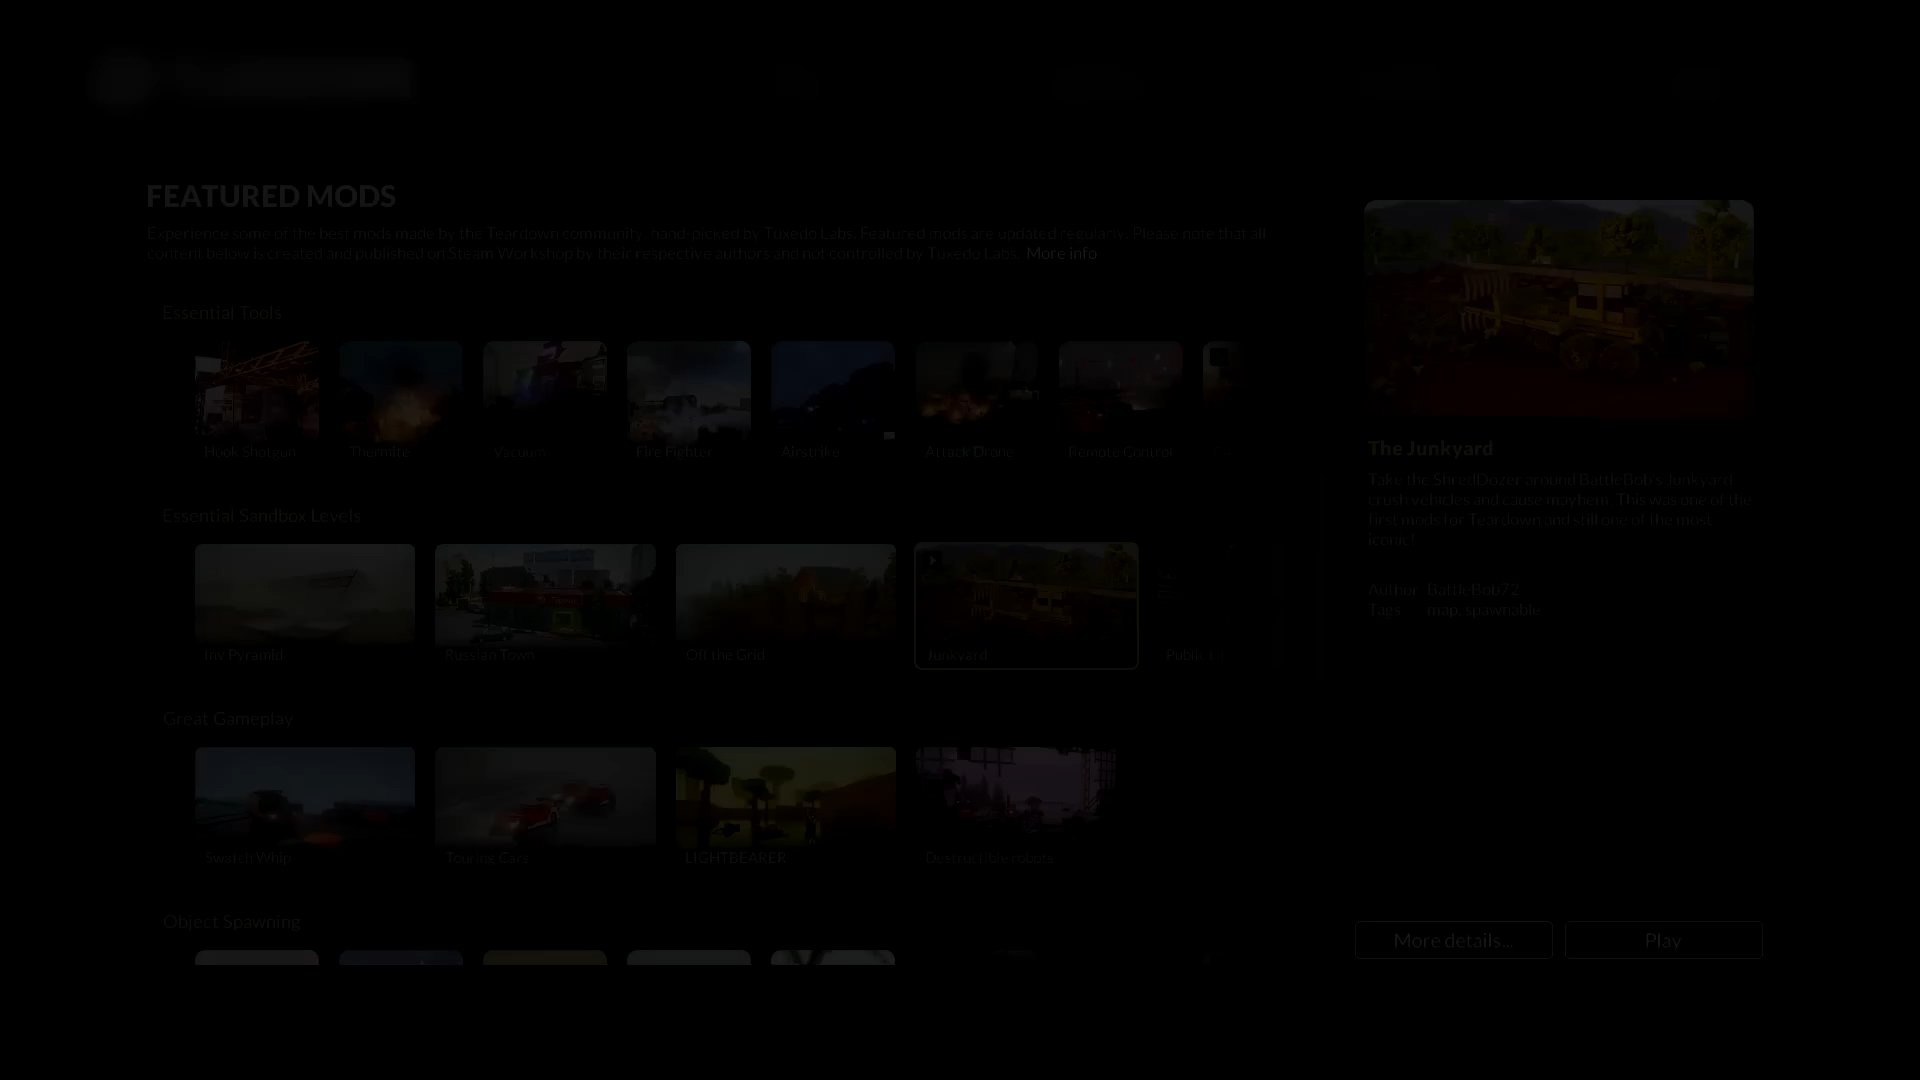 FEATURED MODS
Experience some of the best mods made by the Teardown community, hand-picked by Tuxedo Labs. Featured mods are updated regularly. Please note that all
content below is created and published on Steam Workshop by their respective authors and not controlled by Tuxedo Labs. More info
Essential Tools
Hook Shotgun
Thermite
Vacuum
Fire Fighter
Airstrike
Attack Drone
Remote Control
Essential Sandbox Levels
Inv Pyramid
Russian Town
Off the Grid
Junkyard
Great Gameplay
Swatch Whip
Touring Cars
LIGHTBEARER
Destructible robots
Object Spawning
The Junkyard
Take the ShredDozer around BattleBob's Junkyard
crush vehicles and cause mayhem. This was one of the
first mods for Teardown and still one of the most
iconic!
Author BattleBob72
Tags map, spawnable
More details...
Play